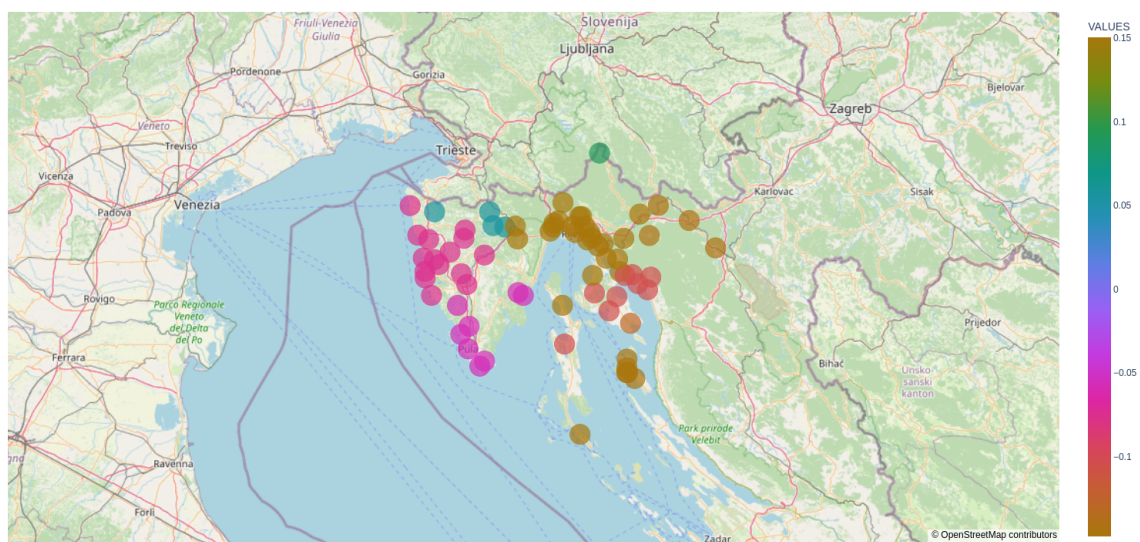 VALUES
0.15
0.1
0.05
0
−0.05
−0.1
Slovenija
Friuli-Venezia
Giulia
Ljubljana
Pordenone
Gorizia
Bjelovar
Zagreb
Veneto
Treviso
Trieste
Vicenza
Padova
Venezia
Karlovac
Sisak
Rovigo
Parco Regionale
Veneto
del Delta
del Po
Prijedor
Ferrara
Pula
Bihać
Unsko
sanski
kanton
Park prirode
Velebit
Ravenna
Forlì
Zadar
© OpenStreetMap contributors